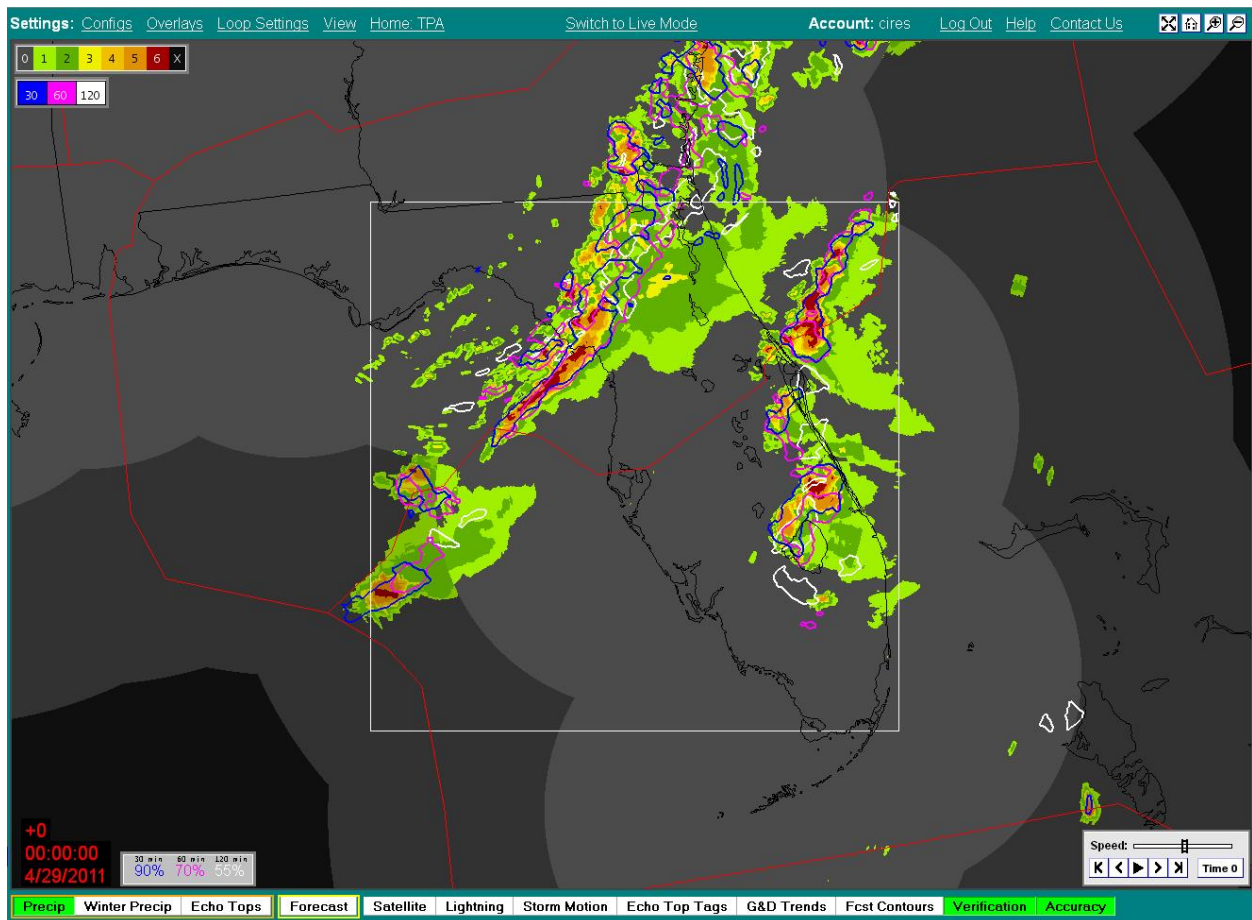 Settings: Configs Overlays Loop Settings View Home: TPA Switch to Live Mode Account: cires Log Out Help Contact Us
0 1 2 3 4 5 6 X
30 60 120
+0
00:00:00
4/29/2011
30 min 60 min 120 min
90% 70% 55%
Speed:
Time 0
Precip Winter Precip Echo Tops Forecast Satellite Lightning Storm Motion Echo Top Tags G&D Trends Fcst Contours Verification Accuracy